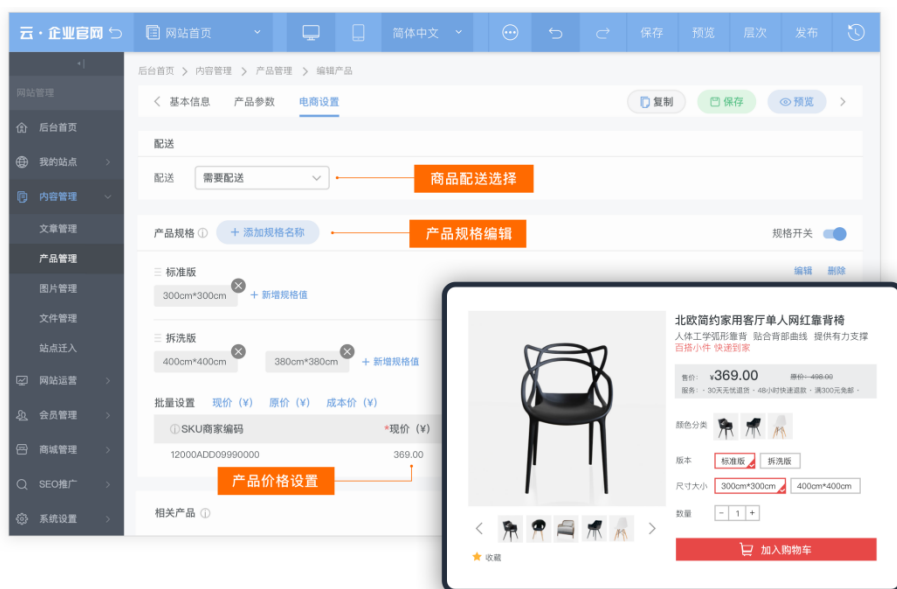 云·企业官网
网站首页
简体中文
保存
预览
层次
发布
网站管理
后台首页
我的站点
内容管理
文章管理
产品管理
图片管理
文件管理
站点迁入
网站运营
会员管理
商城管理
SEO推广
系统设置
后台首页 > 内容管理 > 产品管理 > 编辑产品
基本信息 产品参数 电商设置
复制 保存 预览
配送
配送 需要配送
商品配送选择
产品规格 + 添加规格名称
产品规格编辑
规格开关
标准版
编辑 删除
300cm*300cm + 新增规格值
拆洗版
400cm*400cm 380cm*380cm + 新增规格值
批量设置 现价 (¥) 原价 (¥) 成本价 (¥)
SKU商家编码 *现价 (¥)
12000ADD09990000 369.00
产品价格设置
相关产品
北欧简约家用客厅单人网红靠背椅
人体工学弧形靠背 贴合背部曲线 提供有力支撑
百搭小件 快递到家
售价: ¥369.00 原价: 498.00
服务: · 30天无忧退货 · 48小时快速退款 · 满300元免邮 ·
颜色分类
版本 标准版 拆洗版
尺寸大小 300cm*300cm 400cm*400cm
数量 - 1 +
收藏
加入购物车